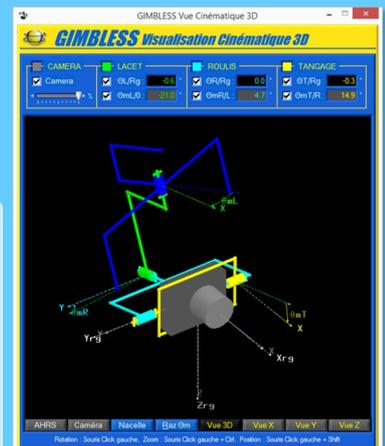 GIMBLESS Vue Cinématique 3D
GIMBLESS Visualisation Cinématique 3D
CAMERA LACET ROULIS TANGAGE
Camera ΘL/Rg : -0.6 ° ΘR/Rg : 0.0 ° ΘT/Rg : -0.3 °
% ΘmL/0 : -21.0 ° ΘmR/L : 4.7 ° ΘmT/R : 14.9 °
θmL
X
Y θmR
θmT
X
Yrg
X
Xrg
Z
Zrg
AHRS Caméra Nacelle Raz Θm Vue 3D Vue X Vue Y Vue Z
Rotation : Souris Click gauche, Zoom : Souris Click gauche + Ctrl, Position : Souris Click gauche + Shift